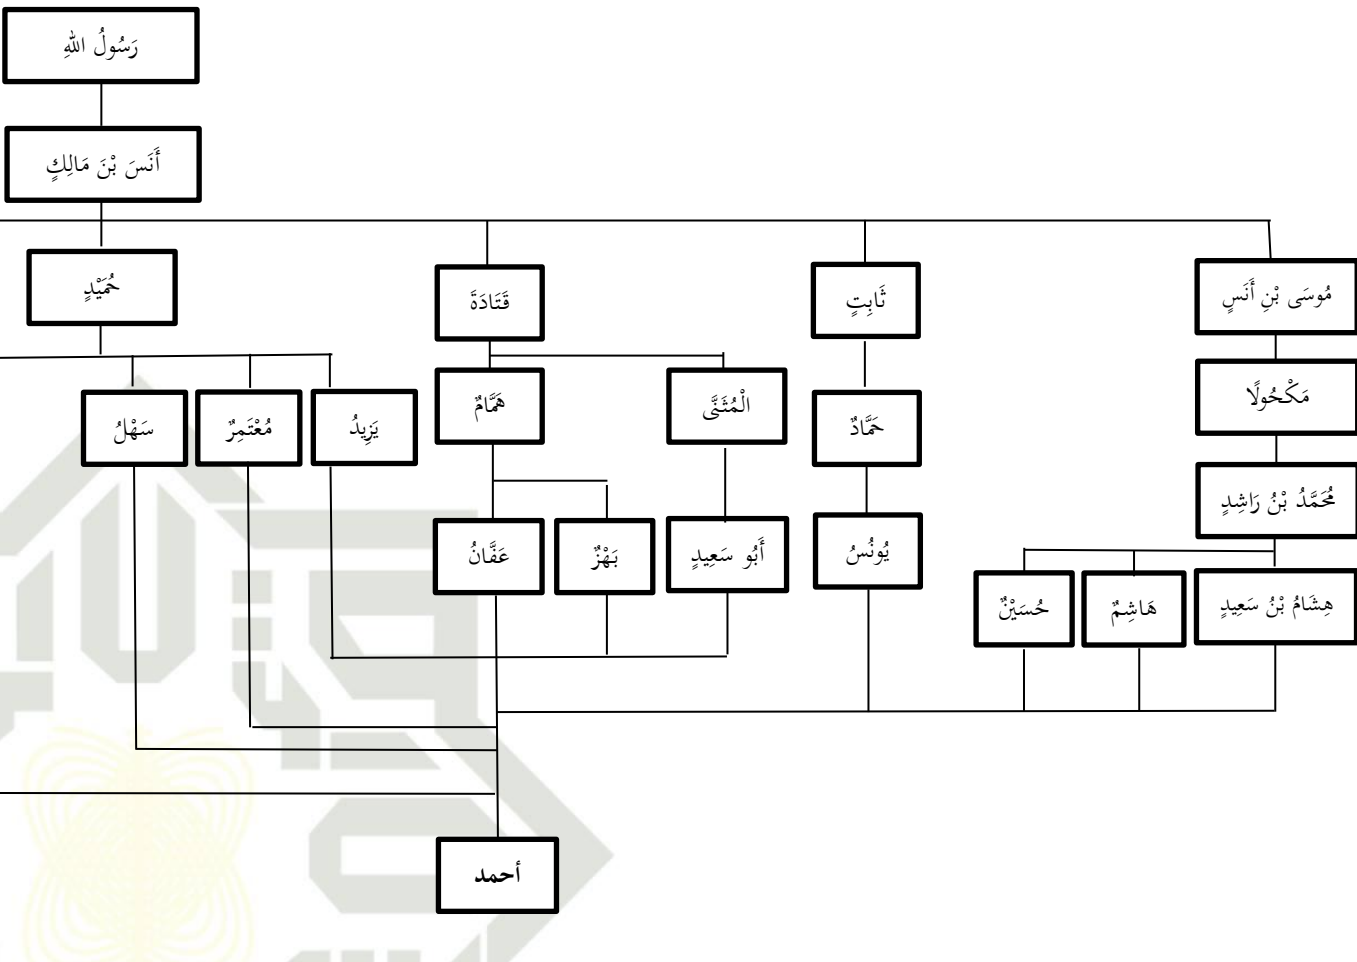 رَسُولُ اللهِ
أَنَسَ بْنَ مَالِكٍ
مُوسَى بْنِ أَنَسٍ
ثَابِتٍ
قَتَادَةَ
حُمَيْدٍ
مَكْحُولًا
حَمَّادٌ
الْمُثَنَّى
هَمَّامٌ
يَزِيدُ
مُعْتَمِرٌ
سَهْلُ
مُحَمَّدُ بْنُ رَاشِدٍ
هِشَامُ بْنُ سَعِيدٍ
هَاشِمٌ
حُسَيْنٌ
يُونُسُ
أَبُو سَعِيدٍ
بَهْزٌ
عَفَّانُ
أحمد